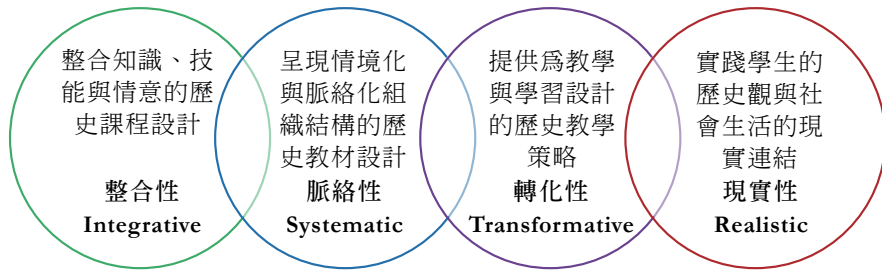 整合知識、技
能與情意的歷
史課程設計
整合性
Integrative
呈現情境化
與脈絡化組
織結構的歷
史教材設計
脈絡性
Systematic
提供爲教學
與學習設計
的歷史教學
策略
轉化性
Transformative
實踐學生的
歷史觀與社
會生活的現
實連結
現實性
Realistic